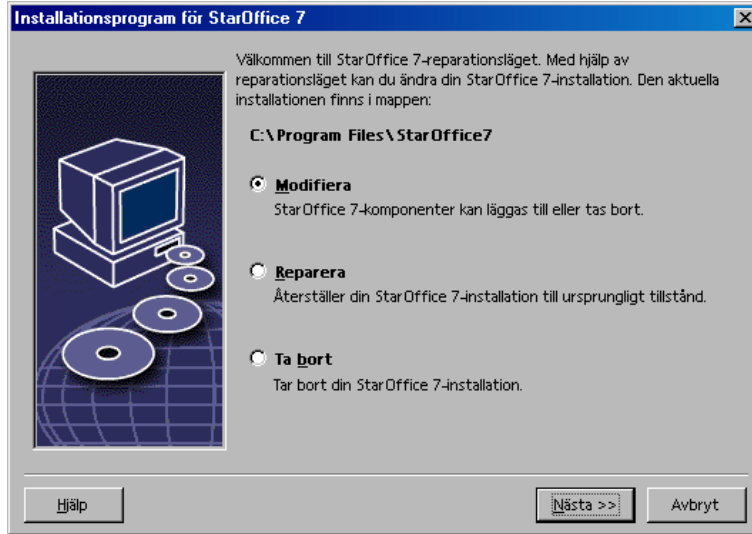 Installationsprogram för StarOffice 7
Välkommen till StarOffice 7-reparationsläget. Med hjälp av
reparationsläget kan du ändra din StarOffice 7-installation. Den aktuella
installationen finns i mappen:
C:\Program Files\StarOffice7
Modifiera
StarOffice 7-komponenter kan läggas till eller tas bort.
Reparera
Återställer din StarOffice 7-installation till ursprungligt tillstånd.
Ta bort
Tar bort din StarOffice 7-installation.
Hjälp
Nästa >>
Avbryt